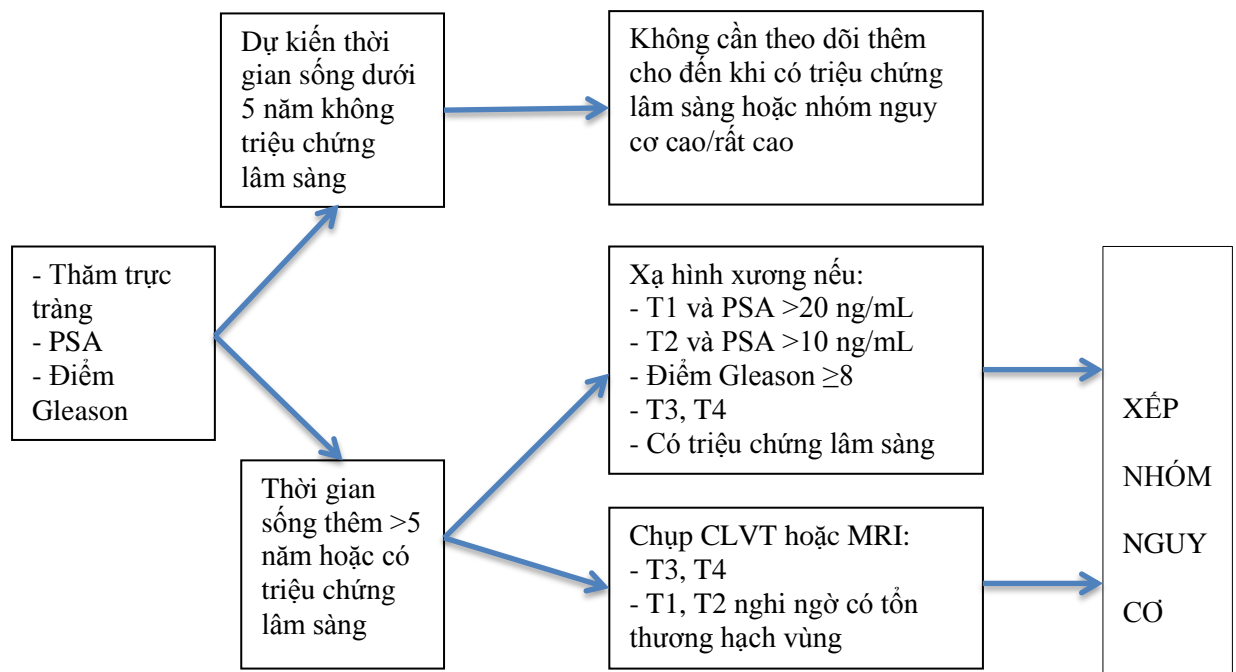 Dự kiến thời
gian sống dưới
5 năm không
triệu chứng
lâm sàng
Không cần theo dõi thêm
cho đến khi có triệu chứng
lâm sàng hoặc nhóm nguy
cơ cao/rất cao
- Thăm trực
tràng
- PSA
- Điểm
Gleason
Xạ hình xương nếu:
- T1 và PSA >20 ng/mL
- T2 và PSA >10 ng/mL
- Điểm Gleason ≥8
- T3, T4
- Có triệu chứng lâm sàng
Thời gian
sống thêm >5
năm hoặc có
triệu chứng
lâm sàng
Chụp CLVT hoặc MRI:
- T3, T4
- T1, T2 nghi ngờ có tổn
thương hạch vùng
XẾP
NHÓM
NGUY
CƠ